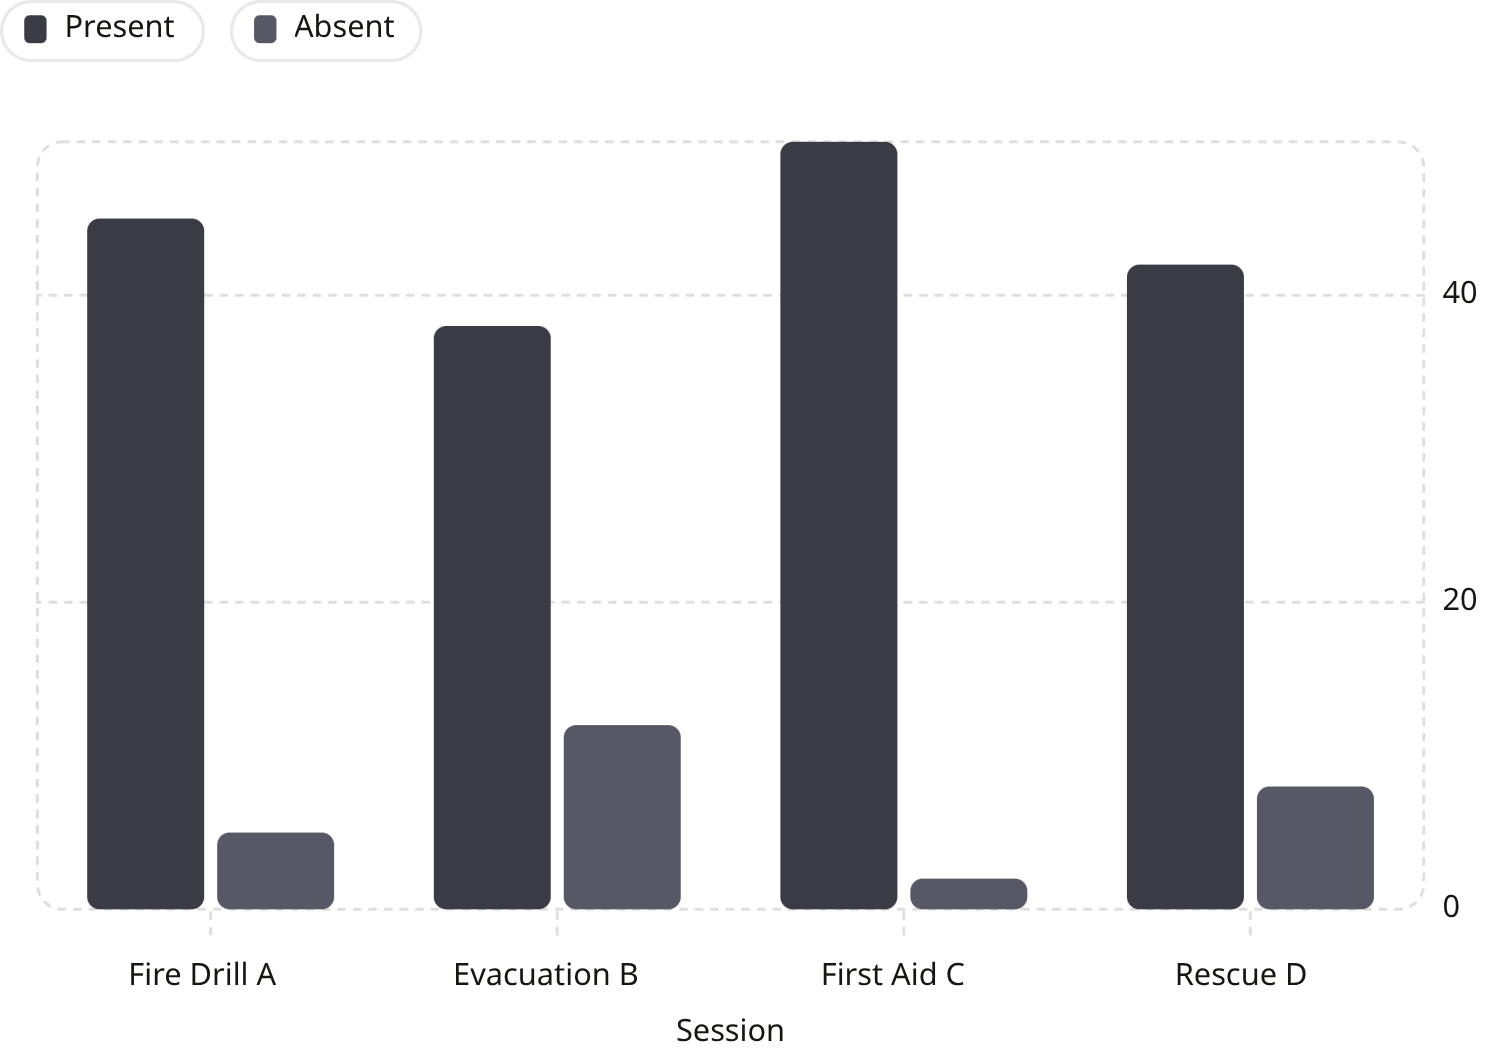 Present
Absent
40
20
0
Fire Drill A
Evacuation B
First Aid C
Rescue D
Session